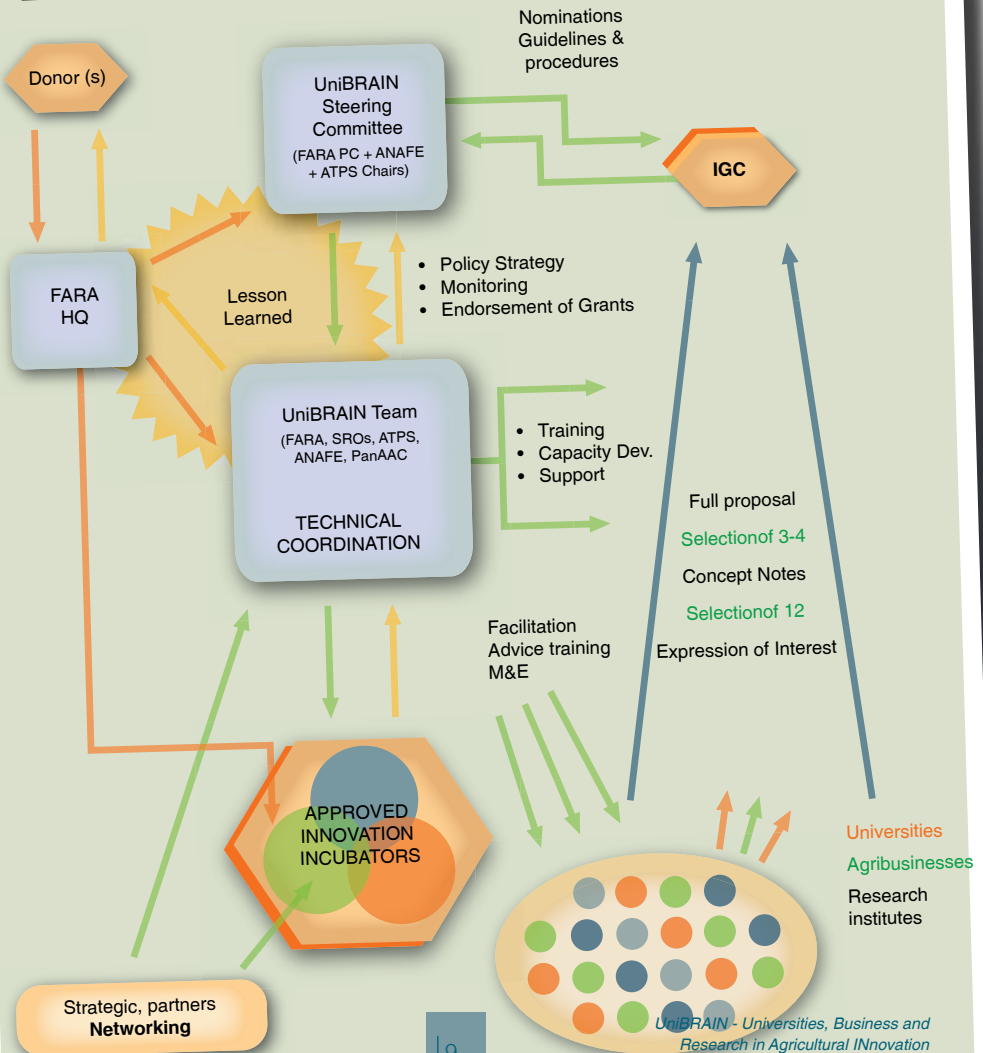 Nominations
Guidelines &
procedures
Donor (s)
UniBRAIN
Steering
Committee
(FARA PC + ANAFE
+ ATPS Chairs)
IGC
FARA
HQ
Lesson
Learned
• Policy Strategy
• Monitoring
• Endorsement of Grants
UniBRAIN Team
(FARA, SROs, ATPS,
ANAFE, PanAAC
TECHNICAL
COORDINATION
• Training
• Capacity Dev.
• Support
Full proposal
Selectionof 3-4
Concept Notes
Selectionof 12
Expression of Interest
Facilitation
Advice training
M&E
APPROVED
INNOVATION
INCUBATORS
Universities
Agribusinesses
Research
institutes
Strategic, partners
Networking
UniBRAIN - Universities, Business and
Research in Agricultural INnovation